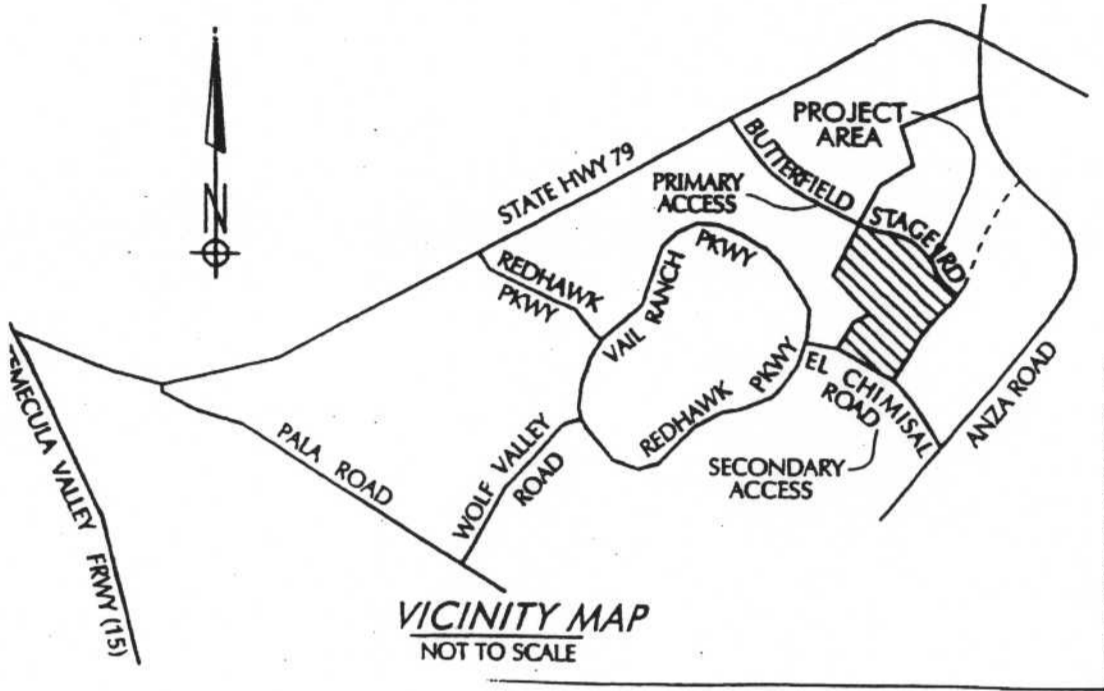 N
STATE HWY 79
BUTTERFIELD STAGE RD
PROJECT
AREA
PRIMARY
ACCESS
REDHAWK
PKWY
VAIL RANCH PKWY
REDHAWK PKWY
EL CHIMISAL
ROAD
ANZA ROAD
SECONDARY
ACCESS
WOLF VALLEY
ROAD
PALA ROAD
EMECULA VALLEY FRWY (15)
VICINITY MAP
NOT TO SCALE